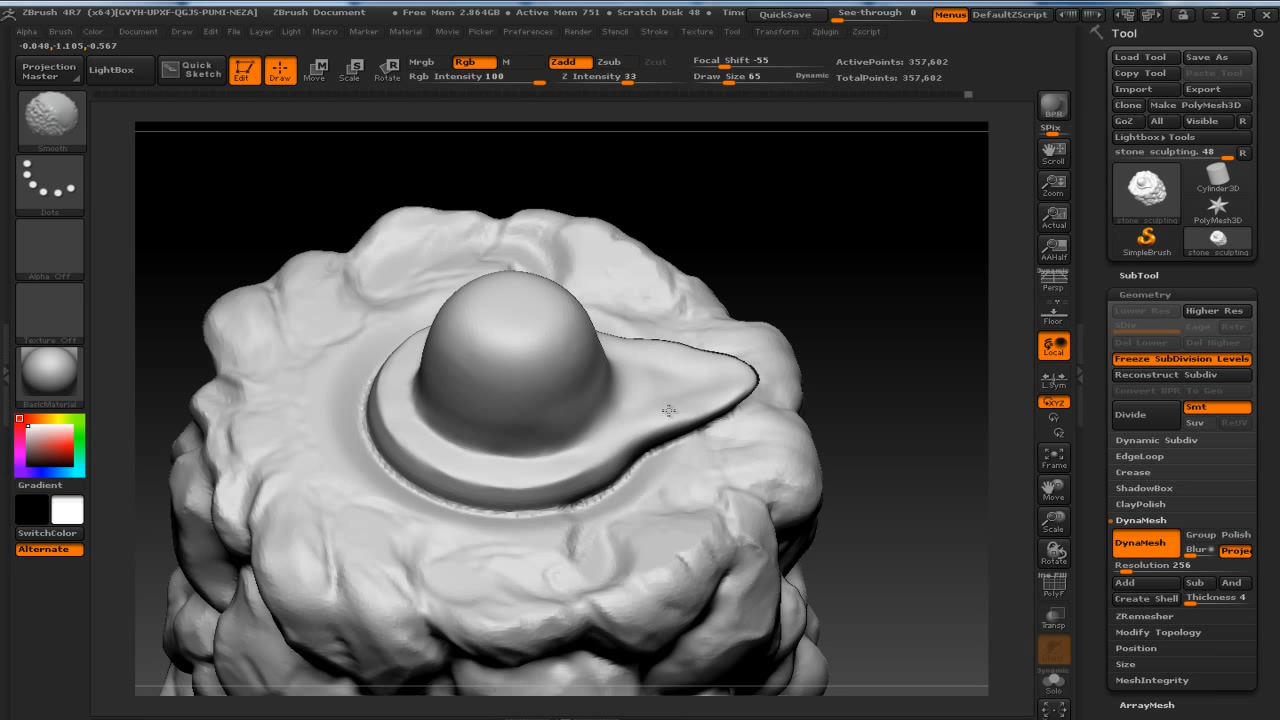 ZBrush 4R7 (x64)[GVYH-UPXF-QGJS-PUMI-NEZA] ZBrush Document • Free Mem 2.864GB • Active Mem 751 • Scratch Disk 48 • Time QuickSave See-through 0 Menus DefaultZScript
Alpha Brush Color Document Draw Edit File Layer Light Macro Marker Material Movie Picker Preferences Render Stencil Stroke Texture Tool Transform Zplugin Zscript
-0.048,-1.105,-0.567
Projection Master
LightBox
Quick Sketch
Edit
Draw
Move
Scale
Rotate
Mrgb Rgb M
Rgb Intensity 100
Zadd Zsub Zcut
Z Intensity 33
Focal Shift -55
Draw Size 65 Dynamic
ActivePoints: 357,602
TotalPoints: 357,602
Smooth
Dots
Alpha Off
Texture Off
BasicMaterial
Gradient
SwitchColor
Alternate
BPR
SPix
Scroll
Zoom
Actual
AAHalf
Dynamic
Persp
Floor
Local
L.Sym
XYZ
Y
Z
Frame
Move
Scale
Rotate
Line Fill
PolyF
Transp
Dynamic
Solo
Tool
Load Tool Save As
Copy Tool Paste Tool
Import Export
Clone Make PolyMesh3D
GoZ All Visible R
Lightbox▸Tools
stone sculpting. 48 R
stone sculpting
Cylinder3D
PolyMesh3D
SimpleBrush
stone sculpting
SubTool
Geometry
Lower Res Higher Res
SDiv Cage Rstr
Del Lower Del Higher
Freeze SubDivision Levels
Reconstruct Subdiv
Convert BPR To Geo
Divide
Smt
Suv ReUV
Dynamic Subdiv
EdgeLoop
Crease
ShadowBox
ClayPolish
DynaMesh
DynaMesh
Group Polish
Blur Proje
Resolution 256
Add Sub And
Create Shell Thickness 4
ZRemesher
Modify Topology
Position
Size
MeshIntegrity
ArrayMesh